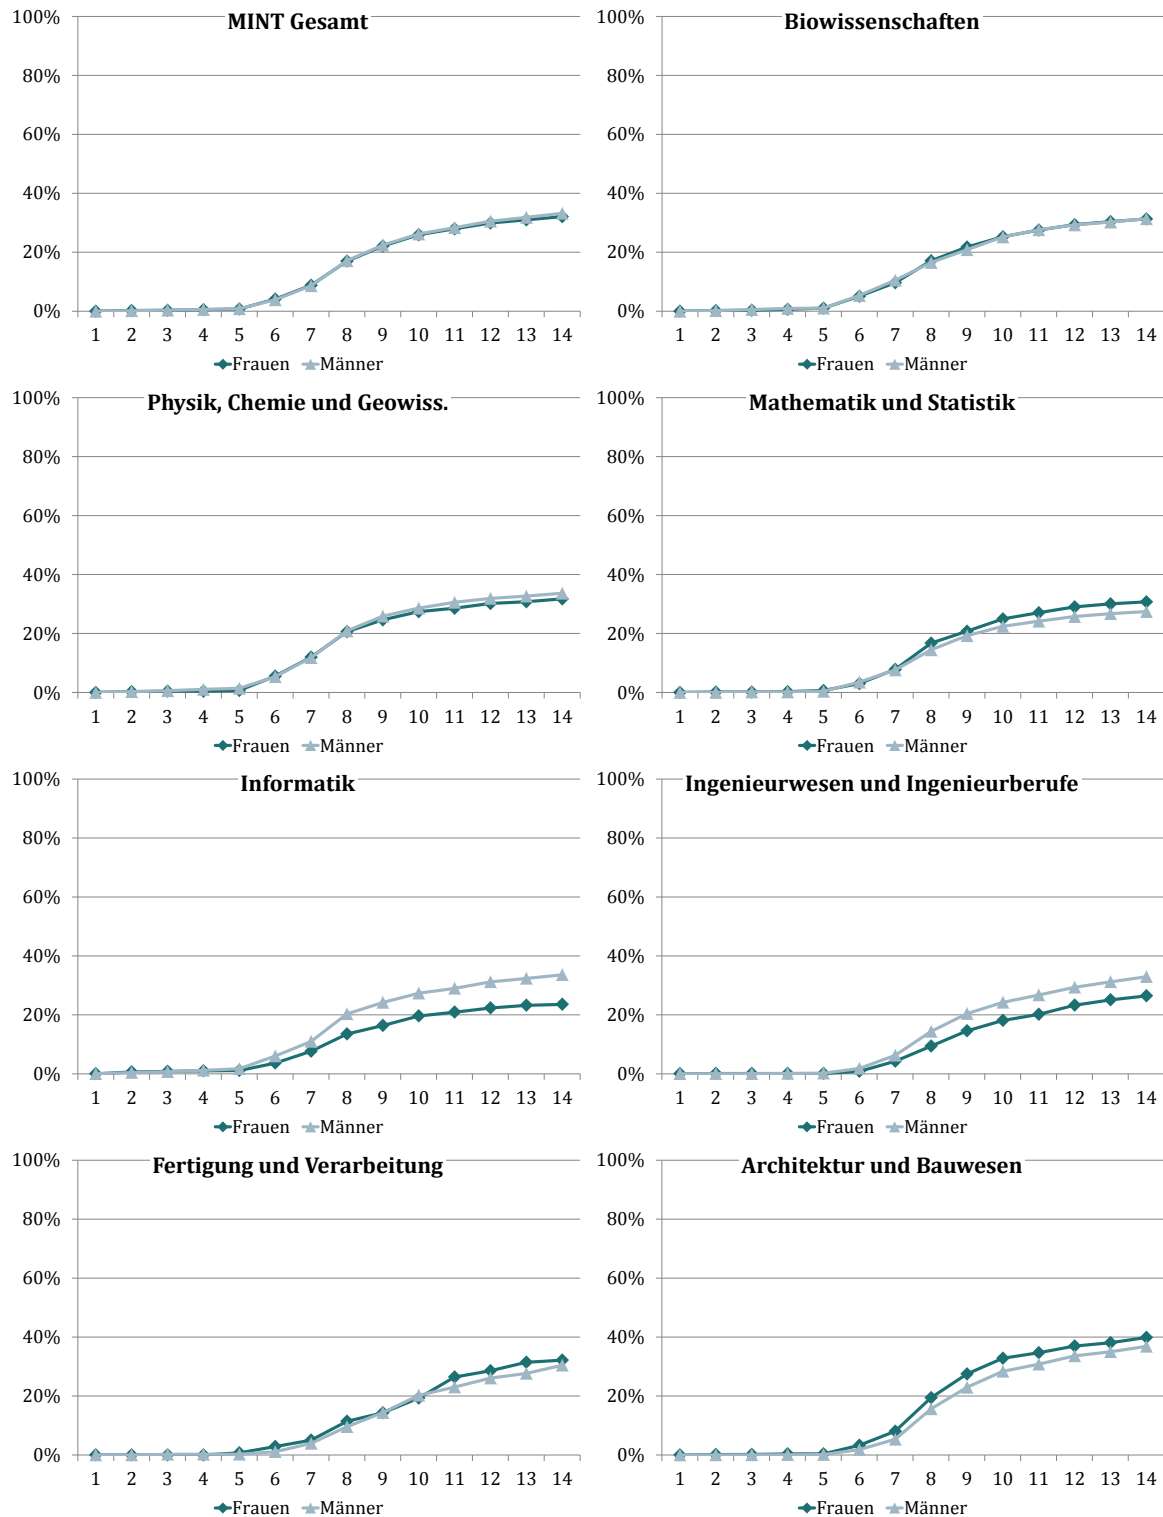 MINT Gesamt
100%
80%
60%
40%
20%
0%
1 2 3 4 5 6 7 8 9 10 11 12 13 14
Frauen Männer
Biowissenschaften
100%
80%
60%
40%
20%
0%
1 2 3 4 5 6 7 8 9 10 11 12 13 14
Frauen Männer
Physik, Chemie und Geowiss.
100%
80%
60%
40%
20%
0%
1 2 3 4 5 6 7 8 9 10 11 12 13 14
Frauen Männer
Mathematik und Statistik
100%
80%
60%
40%
20%
0%
1 2 3 4 5 6 7 8 9 10 11 12 13 14
Frauen Männer
Informatik
100%
80%
60%
40%
20%
0%
1 2 3 4 5 6 7 8 9 10 11 12 13 14
Frauen Männer
Ingenieurwesen und Ingenieurberufe
100%
80%
60%
40%
20%
0%
1 2 3 4 5 6 7 8 9 10 11 12 13 14
Frauen Männer
Fertigung und Verarbeitung
100%
80%
60%
40%
20%
0%
1 2 3 4 5 6 7 8 9 10 11 12 13 14
Frauen Männer
Architektur und Bauwesen
100%
80%
60%
40%
20%
0%
1 2 3 4 5 6 7 8 9 10 11 12 13 14
Frauen Männer